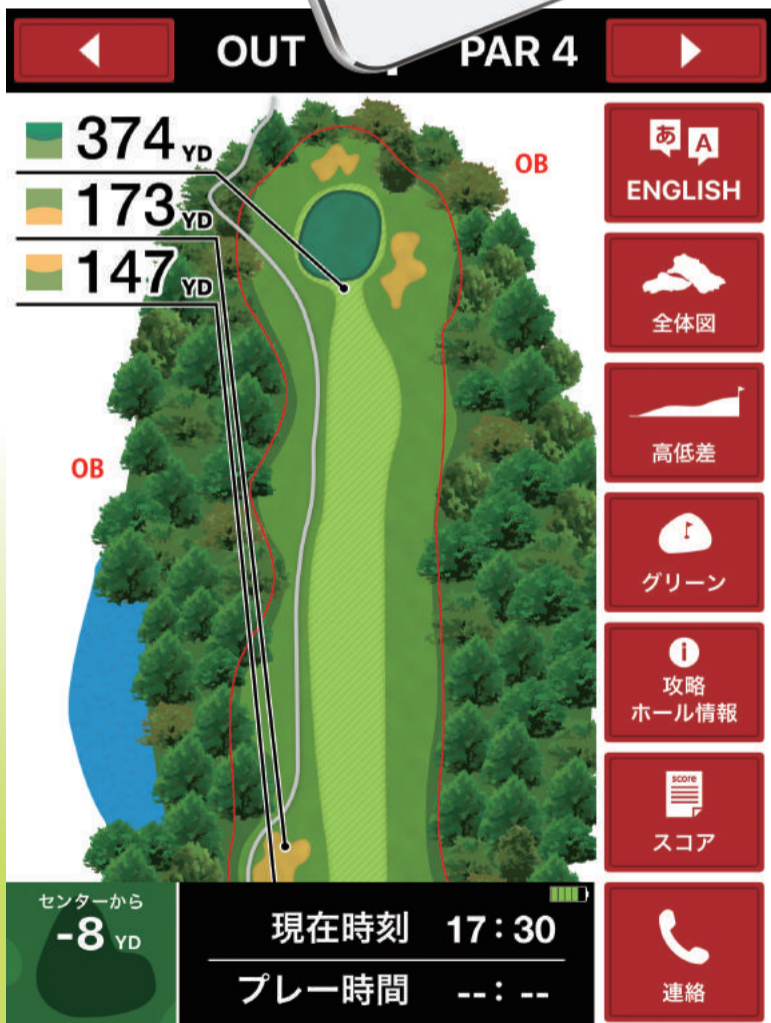 OUT
PAR 4
374 YD
173 YD
147 YD
OB
OB
あ A
ENGLISH
全体図
高低差
グリーン
攻略
ホール情報
score
スコア
連絡
センターから
-8 YD
現在時刻 17:30
プレー時間 --:--